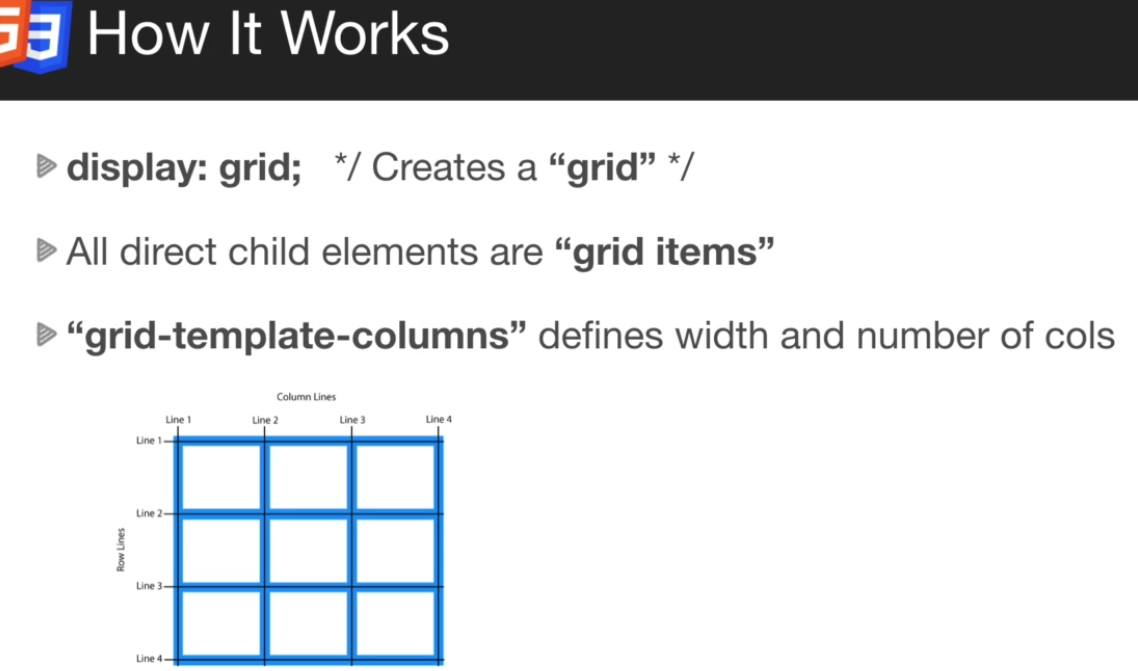 How It Works
display: grid; */ Creates a “grid” */
All direct child elements are “grid items”
“grid-template-columns” defines width and number of cols
Column Lines
Line 1 Line 2 Line 3 Line 4
Line 1
Line 2
Row Lines
Line 3
Line 4